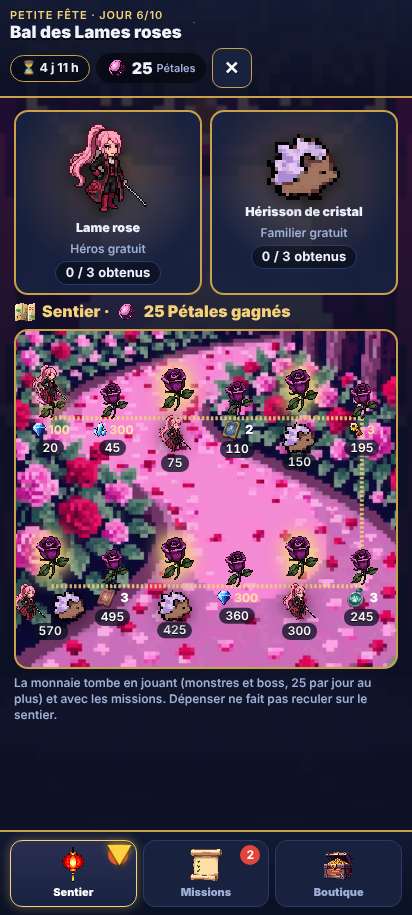 PETITE FÊTE · JOUR 6/10
Bal des Lames roses
4 j 11 h
25 Pétales
✕
Lame rose
Héros gratuit
0 / 3 obtenus
Hérisson de cristal
Familier gratuit
0 / 3 obtenus
Sentier · 25 Pétales gagnés
100
300
2
3
20
45
75
110
150
195
3
300
3
570
495
425
360
300
245
La monnaie tombe en jouant (monstres et boss, 25 par jour au
plus) et avec les missions. Dépenser ne fait pas reculer sur le
sentier.
2
Sentier
Missions
Boutique